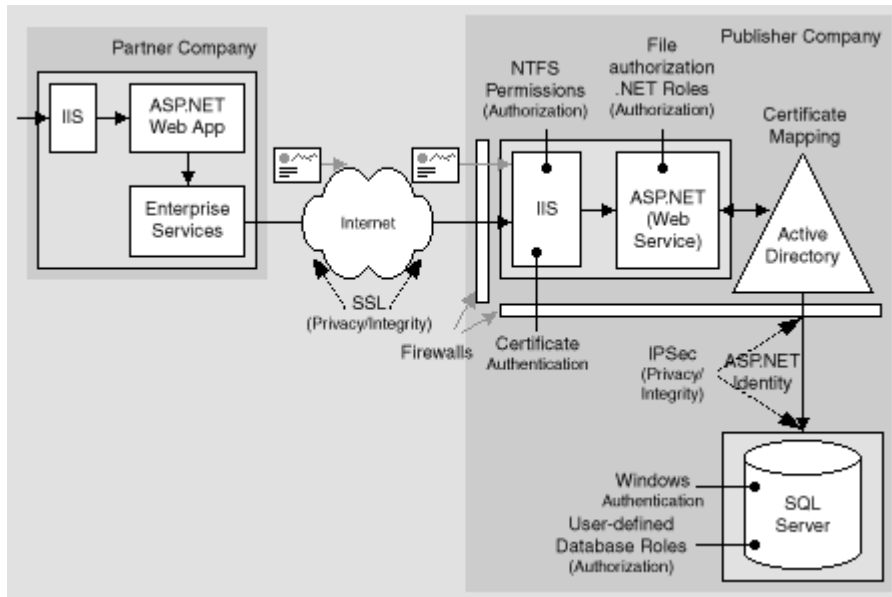 Partner Company
IIS
ASP.NET
Web App
Enterprise
Services
Internet
SSL
(Privacy/Integrity)
Firewalls
Publisher Company
NTFS
Permissions
(Authorization)
File
authorization
.NET Roles
(Authorization)
Certificate
Mapping
IIS
ASP.NET
(Web
Service)
Active
Directory
Certificate
Authentication
IPSec
(Privacy/
Integrity)
ASP.NET
Identity
Windows
Authentication
User-defined
Database Roles
(Authorization)
SQL
Server